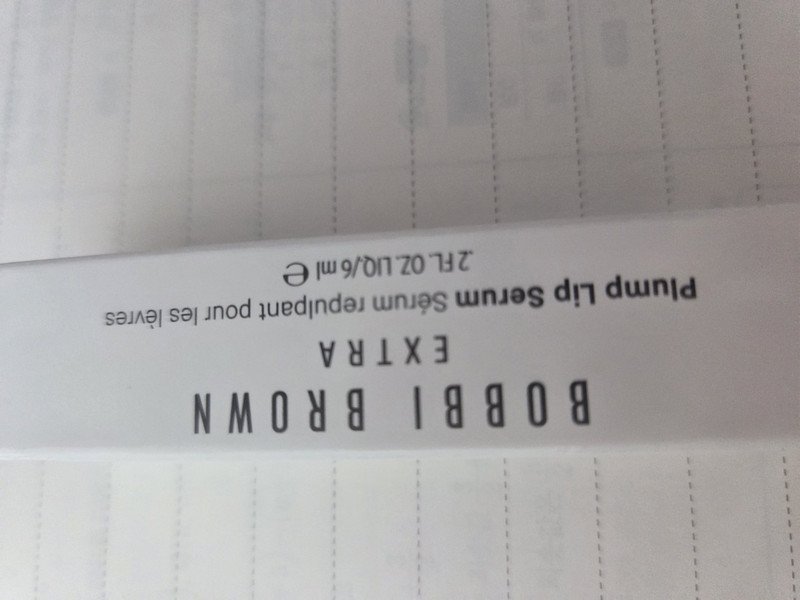 BOBBI BROWN
EXTRA
Plump Lip Serum Sérum repulpant pour les lèvres
.2 FL. OZ. LIQ/6 ml ℮